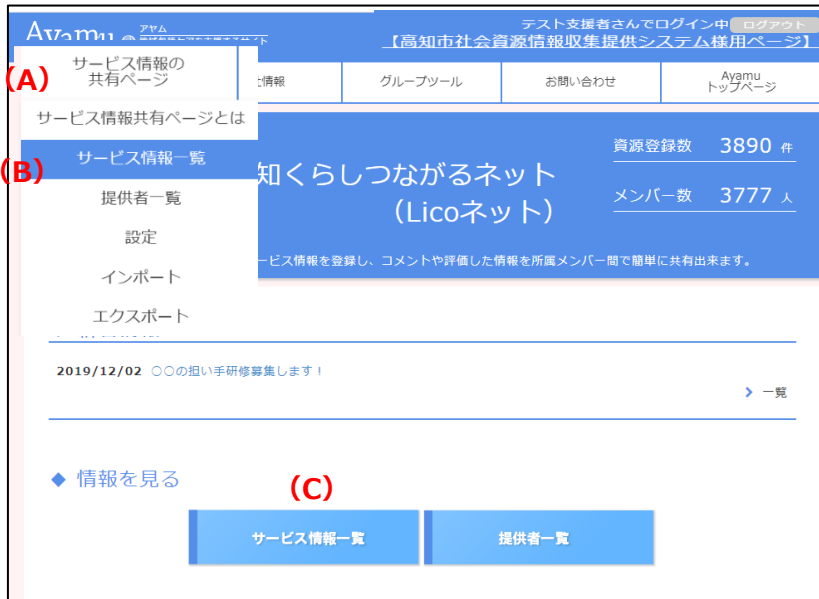 Ayamu アヤム
テスト支援者さんでログイン中 ログアウト
【高知市社会資源情報収集提供システム様用ページ】
(A) サービス情報の
共有ページ
情報
グループツール
お問い合わせ
Ayamu
トップページ
サービス情報共有ページとは
(B) サービス情報一覧
提供者一覧
設定
インポート
エクスポート
知くらしつながるネット
（Licoネット）
資源登録数 3890 件
メンバー数 3777 人
ービス情報を登録し、コメントや評価した情報を所属メンバー間で簡単に共有出来ます。
2019/12/02 ○○の担い手研修募集します！
> 一覧
◆ 情報を見る
(C)
サービス情報一覧
提供者一覧